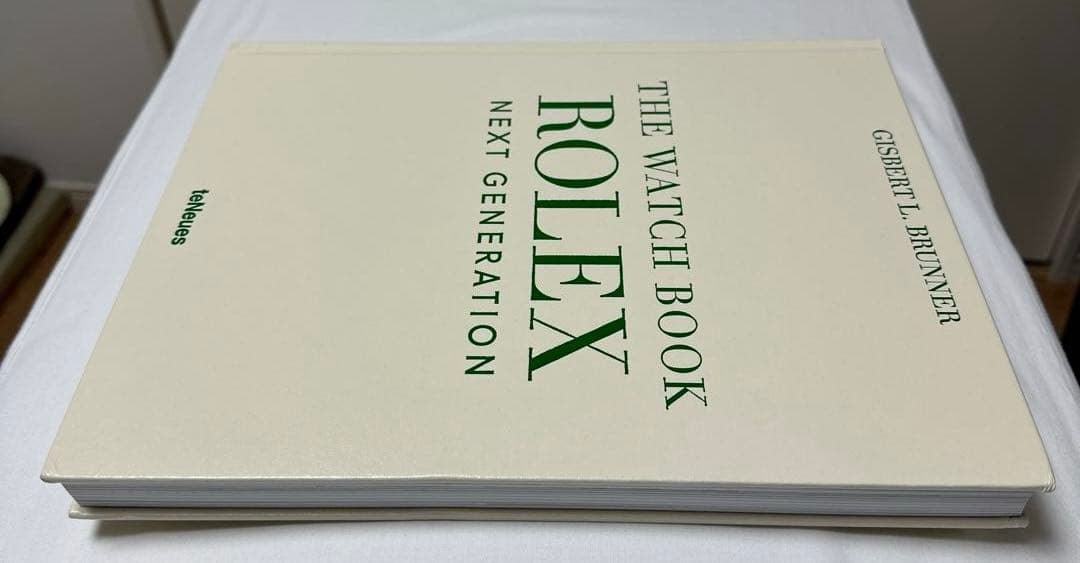 GISBERT L. BRUNNER
THE WATCH BOOK
ROLEX
NEXT GENERATION
teNeues